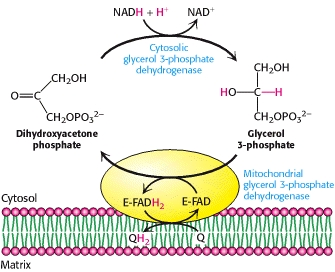 NADH + H⁺
NAD⁺
Cytosolic
glycerol 3-phosphate
dehydrogenase
CH₂OH
O=C
CH₂OPO₃²⁻
Dihydroxyacetone
phosphate
CH₂OH
HO—C—H
CH₂OPO₃²⁻
Glycerol
3-phosphate
Mitochondrial
glycerol 3-phosphate
dehydrogenase
E-FADH₂
E-FAD
Cytosol
QH₂
Q
Matrix